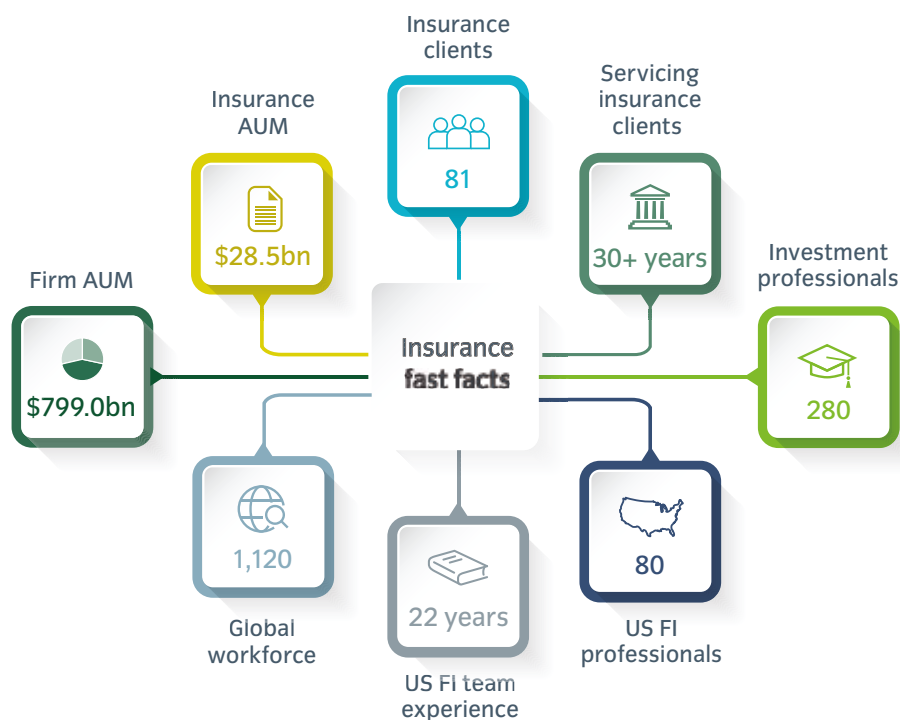 Insurance
clients
81
Insurance
AUM
$28.5bn
Servicing
insurance
clients
30+ years
Firm AUM
$799.0bn
Investment
professionals
280
Insurance
fast facts
1,120
Global
workforce
22 years
US FI team
experience
80
US FI
professionals